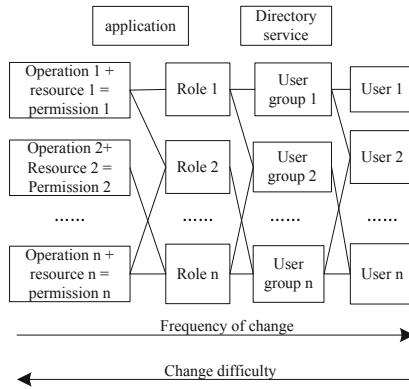 application
Directory
service
Operation 1 +
resource 1 =
permission 1
Role 1
User
group 1
User 1
Operation 2+
Resource 2 =
Permission 2
Role 2
User
group 2
User 2
......
......
......
......
Operation n +
resource n =
permission n
Role n
User
group n
User n
Frequency of change
Change difficulty